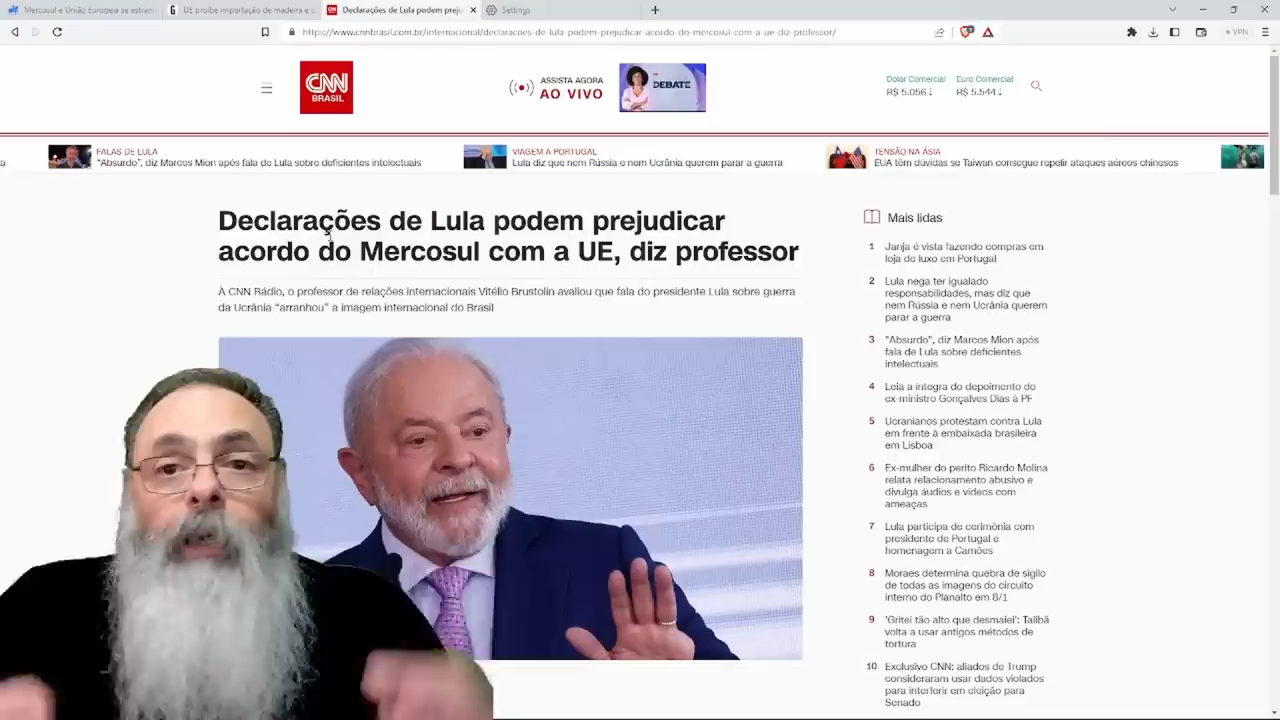 Mercosul e União Europeia se estran
UE proíbe importação de madeira e s
Declarações de Lula podem preju
Settings
https://www.cnnbrasil.com.br/internacional/declaracoes-de-lula-podem-prejudicar-acordo-do-mercosul-com-a-ue-diz-professor/
VPN
CNN
BRASIL
ASSISTA AGORA
AO VIVO
DEBATE
Dólar Comercial
R$ 5,056↓
Euro Comercial
R$ 5,544↓
a
FALAS DE LULA
"Absurdo", diz Marcos Mion após fala de Lula sobre deficientes intelectuais
VIAGEM A PORTUGAL
Lula diz que nem Rússia e nem Ucrânia querem parar a guerra
TENSÃO NA ÁSIA
EUA têm dúvidas se Taiwan consegue repelir ataques aéreos chinesos
Declarações de Lula podem prejudicar
acordo do Mercosul com a UE, diz professor
À CNN Rádio, o professor de relações internacionais Vitélio Brustolin avaliou que fala do presidente Lula sobre guerra
da Ucrânia "arranhou" a imagem internacional do Brasil
Mais lidas
1 Janja é vista fazendo compras em
loja de luxo em Portugal
2 Lula nega ter igualado
responsabilidades, mas diz que
nem Rússia e nem Ucrânia querem
parar a guerra
3 "Absurdo", diz Marcos Mion após
fala de Lula sobre deficientes
intelectuais
4 Leia a íntegra do depoimento do
ex-ministro Gonçalves Dias à PF
5 Ucranianos protestam contra Lula
em frente à embaixada brasileira
em Lisboa
6 Ex-mulher do perito Ricardo Molina
relata relacionamento abusivo e
divulga áudios e vídeos com
ameaças
7 Lula participa de cerimônia com
presidente de Portugal e
homenagem a Camões
8 Moraes determina quebra de sigilo
de todas as imagens do circuito
interno do Planalto em 8/1
9 'Gritei tão alto que desmaiei': Talibã
volta a usar antigos métodos de
tortura
10 Exclusivo CNN: aliados de Trump
consideraram usar dados violados
para interferir em eleição para
Senado